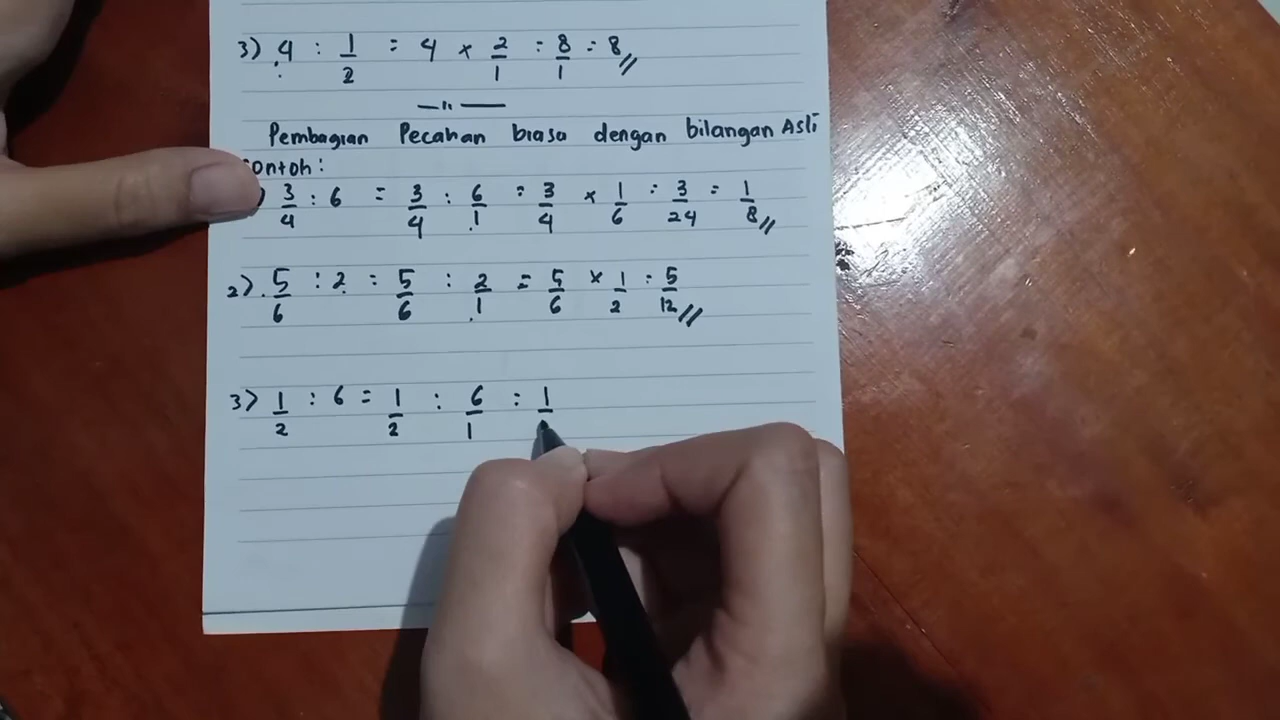 3) 4 : 1/2 = 4 × 2/1 = 8/1 = 8 //
— " —
Pembagian Pecahan biasa dengan bilangan Asli
contoh :
) 3/4 : 6 = 3/4 : 6/1 = 3/4 × 1/6 = 3/24 = 1/8 //
2) 5/6 : 2 = 5/6 : 2/1 = 5/6 × 1/2 = 5/12 //
3) 1/2 : 6 = 1/2 : 6/1 = 1/